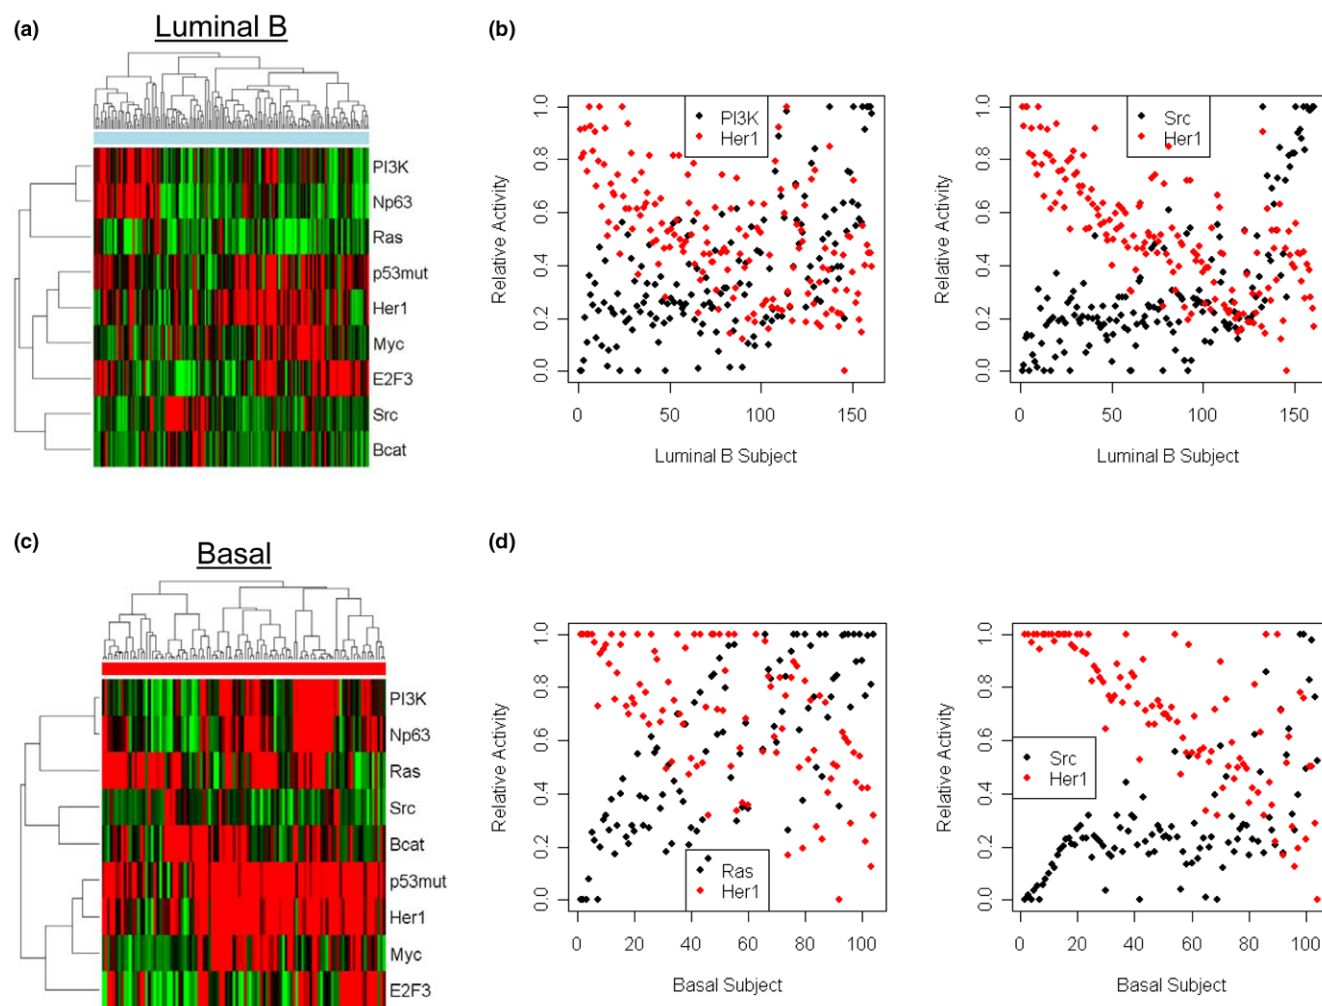 (a)
Luminal B
PI3K
Np63
Ras
p53mut
Her1
Myc
E2F3
Src
Bcat
(b)
Relative Activity
1.0
0.8
0.6
0.4
0.2
0.0
PI3K
Her1
0 50 100 150
Luminal B Subject
Relative Activity
1.0
0.8
0.6
0.4
0.2
0.0
Src
Her1
0 50 100 150
Luminal B Subject
(c)
Basal
PI3K
Np63
Ras
Src
Bcat
p53mut
Her1
Myc
E2F3
(d)
Relative Activity
1.0
0.8
0.6
0.4
0.2
0.0
Ras
Her1
0 20 40 60 80 100
Basal Subject
Relative Activity
1.0
0.8
0.6
0.4
0.2
0.0
Src
Her1
0 20 40 60 80 100
Basal Subject